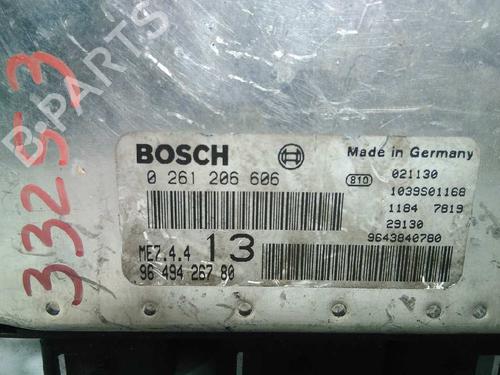 33253
B-PARTS
BOSCH
Made in Germany
0 261 206 606
810
021130
1039S01168
1184 7819
29130
9643840780
ME7.4.4
13
96 494 267 80